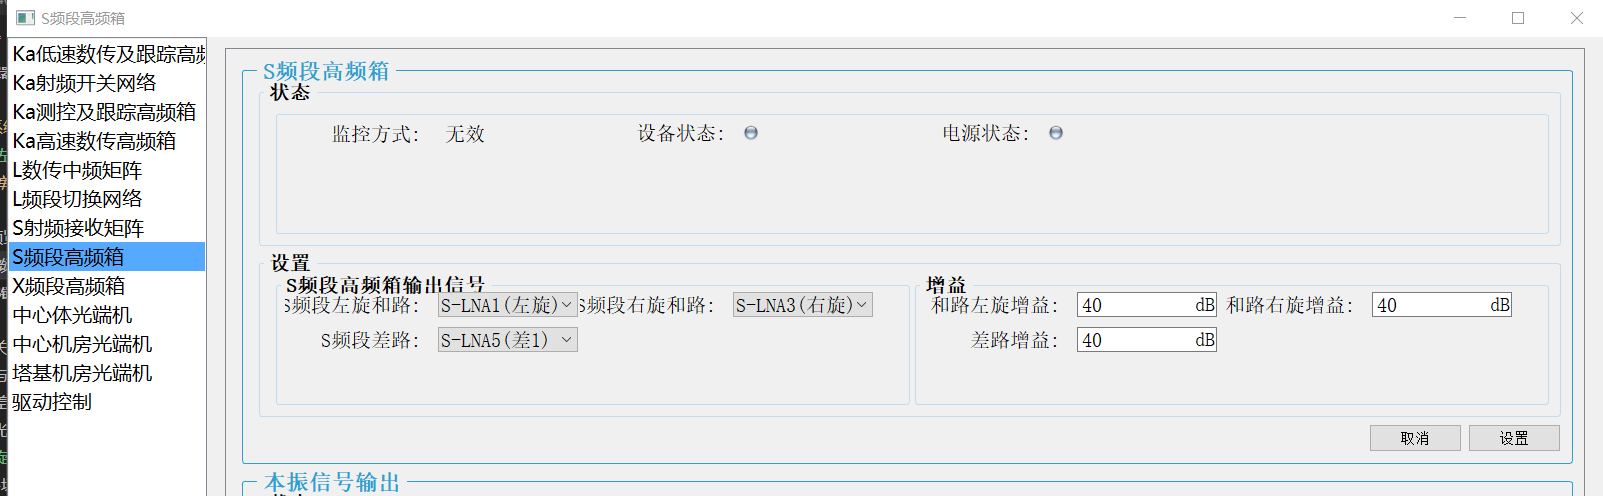 S频段高频箱
Ka低速数传及跟踪高频
Ka射频开关网络
Ka测控及跟踪高频箱
Ka高速数传高频箱
L数传中频矩阵
L频段切换网络
S射频接收矩阵
S频段高频箱
X频段高频箱
中心体光端机
中心机房光端机
塔基机房光端机
驱动控制
S频段高频箱
状态
监控方式： 无效 设备状态： 电源状态：
设置
S频段高频箱输出信号
S频段左旋和路： S-LNA1(左旋) S频段右旋和路： S-LNA3(右旋)
S频段差路： S-LNA5(差1)
增益
和路左旋增益： 40 dB 和路右旋增益： 40 dB
差路增益： 40 dB
取消 设置
本振信号输出